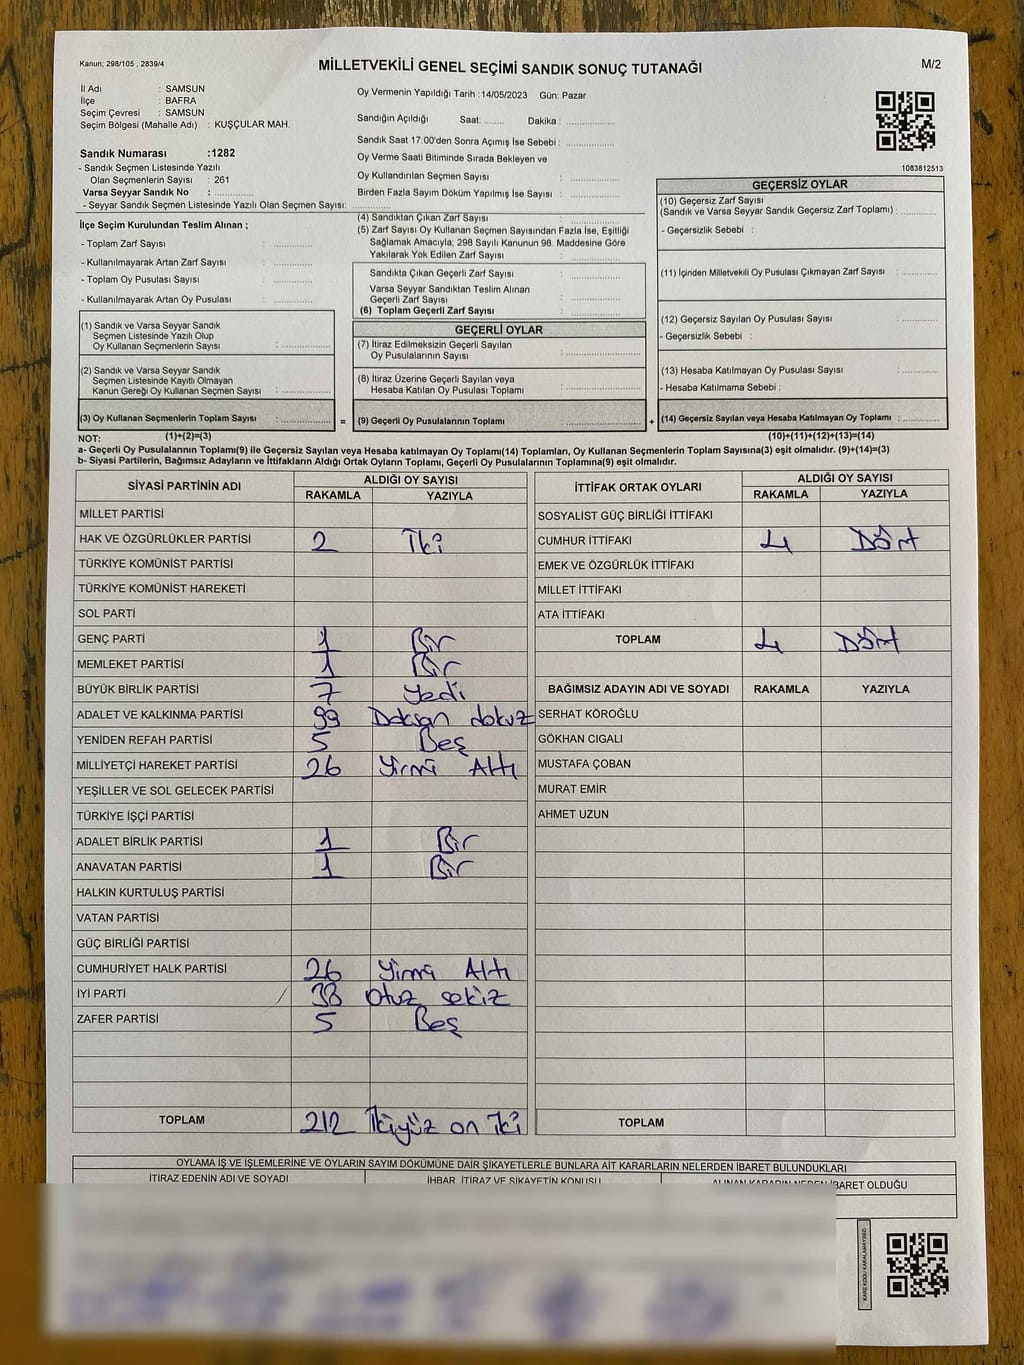 Kanun; 298/105 , 2839/4
MİLLETVEKİLİ GENEL SEÇİMİ SANDIK SONUÇ TUTANAĞI
M/2
İl Adı : SAMSUN
İlçe : BAFRA
Seçim Çevresi : SAMSUN
Seçim Bölgesi (Mahalle Adı) : KUŞÇULAR MAH.
Sandık Numarası :1282
- Sandık Seçmen Listesinde Yazılı
Olan Seçmenlerin Sayısı : 261
Varsa Seyyar Sandık No : ..............
- Seyyar Sandık Seçmen Listesinde Yazılı Olan Seçmen Sayısı: ..............
İlçe Seçim Kurulundan Teslim Alınan ;
- Toplam Zarf Sayısı : ..............
- Kullanılmayarak Artan Zarf Sayısı : ..............
- Toplam Oy Pusulası Sayısı : ..............
- Kullanılmayarak Artan Oy Pusulası : ..............
(1) Sandık ve Varsa Seyyar Sandık
Seçmen Listesinde Yazılı Olup
Oy Kullanan Seçmenlerin Sayısı : ..............
(2) Sandık ve Varsa Seyyar Sandık
Seçmen Listesinde Kayıtlı Olmayan
Kanun Gereği Oy Kullanan Seçmen Sayısı : ..............
(3) Oy Kullanan Seçmenlerin Toplam Sayısı : ..............
(1)+(2)=(3)
Oy Vermenin Yapıldığı Tarih :14/05/2023 Gün: Pazar
Sandığın Açıldığı Saat: ....... Dakika : ..............
Sandık Saat 17:00'den Sonra Açımış İse Sebebi : ..............
Oy Verme Saati Bitiminde Sırada Bekleyen ve
Oy Kullandırılan Seçmen Sayısı : ..............
Birden Fazla Sayım Döküm Yapılmış İse Sayısı : ..............
(4) Sandıktan Çıkan Zarf Sayısı : ..............
(5) Zarf Sayısı Oy Kullanan Seçmen Sayısından Fazla İse, Eşitliği
Sağlamak Amacıyla; 298 Sayılı Kanunun 98. Maddesine Göre
Yakılarak Yok Edilen Zarf Sayısı : ..............
Sandıkta Çıkan Geçerli Zarf Sayısı : ..............
Varsa Seyyar Sandıktan Teslim Alınan
Geçerli Zarf Sayısı : ..............
(6) Toplam Geçerli Zarf Sayısı : ..............
GEÇERLİ OYLAR
(7) İtiraz Edilmeksizin Geçerli Sayılan
Oy Pusulalarının Sayısı : ..............
(8) İtiraz Üzerine Geçerli Sayılan veya
Hesaba Katılan Oy Pusulası Toplamı : ..............
= (9) Geçerli Oy Pusulalarının Toplamı : ..............
1083812513
GEÇERSİZ OYLAR
(10) Geçersiz Zarf Sayısı
(Sandık ve Varsa Seyyar Sandık Geçersiz Zarf Toplamı) : ..............
- Geçersizlik Sebebi :
(11) İçinden Milletvekili Oy Pusulası Çıkmayan Zarf Sayısı : ..............
(12) Geçersiz Sayılan Oy Pusulası Sayısı : ..............
- Geçersizlik Sebebi :
(13) Hesaba Katılmayan Oy Pusulası Sayısı : ..............
- Hesaba Katılmama Sebebi :
+ (14) Geçersiz Sayılan veya Hesaba Katılmayan Oy Toplamı : ..............
(10)+(11)+(12)+(13)=(14)
NOT:
a- Geçerli Oy Pusulalarının Toplamı(9) ile Geçersiz Sayılan veya Hesaba katılmayan Oy Toplamı(14) Toplamları, Oy Kullanan Seçmenlerin Toplam Sayısına(3) eşit olmalıdır. (9)+(14)=(3)
b- Siyasi Partilerin, Bağımsız Adayların ve İttifakların Aldığı Ortak Oyların Toplamı, Geçerli Oy Pusulalarının Toplamına(9) eşit olmalıdır.
SİYASİ PARTİNİN ADI ALDIĞI OY SAYISI
RAKAMLA YAZIYLA
MİLLET PARTİSİ
HAK VE ÖZGÜRLÜKLER PARTİSİ 2 İki
TÜRKİYE KOMÜNİST PARTİSİ
TÜRKİYE KOMÜNİST HAREKETİ
SOL PARTİ
GENÇ PARTİ 1 Bir
MEMLEKET PARTİSİ 1 Bir
BÜYÜK BİRLİK PARTİSİ 7 Yedi
ADALET VE KALKINMA PARTİSİ 99 Doksan dokuz
YENİDEN REFAH PARTİSİ 5 Beş
MİLLİYETÇİ HAREKET PARTİSİ 26 Yirmi Altı
YEŞİLLER VE SOL GELECEK PARTİSİ
TÜRKİYE İŞÇİ PARTİSİ
ADALET BİRLİK PARTİSİ 1 Bir
ANAVATAN PARTİSİ 1 Bir
HALKIN KURTULUŞ PARTİSİ
VATAN PARTİSİ
GÜÇ BİRLİĞİ PARTİSİ
CUMHURİYET HALK PARTİSİ 26 Yirmi Altı
İYİ PARTİ 38 otuz sekiz
ZAFER PARTİSİ 5 Beş
TOPLAM 212 İkiyüz on iki
İTTİFAK ORTAK OYLARI ALDIĞI OY SAYISI
RAKAMLA YAZIYLA
SOSYALİST GÜÇ BİRLİĞİ İTTİFAKI
CUMHUR İTTİFAKI 4 Dört
EMEK VE ÖZGÜRLÜK İTTİFAKI
MİLLET İTTİFAKI
ATA İTTİFAKI
TOPLAM 4 Dört
BAĞIMSIZ ADAYIN ADI VE SOYADI RAKAMLA YAZIYLA
SERHAT KÖROĞLU
GÖKHAN CIGALI
MUSTAFA ÇOBAN
MURAT EMİR
AHMET UZUN
TOPLAM
OYLAMA İŞ VE İŞLEMLERİNE VE OYLARIN SAYIM DÖKÜMÜNE DAİR ŞİKAYETLERLE BUNLARA AİT KARARLARIN NELERDEN İBARET BULUNDUKLARI
İTİRAZ EDENİN ADI VE SOYADI İHBAR, İTİRAZ VE ŞİKAYETİN KONUSU ALINAN KARARIN NEDEN İBARET OLDUĞU
KARE KODU KARALAMAYINIZ!